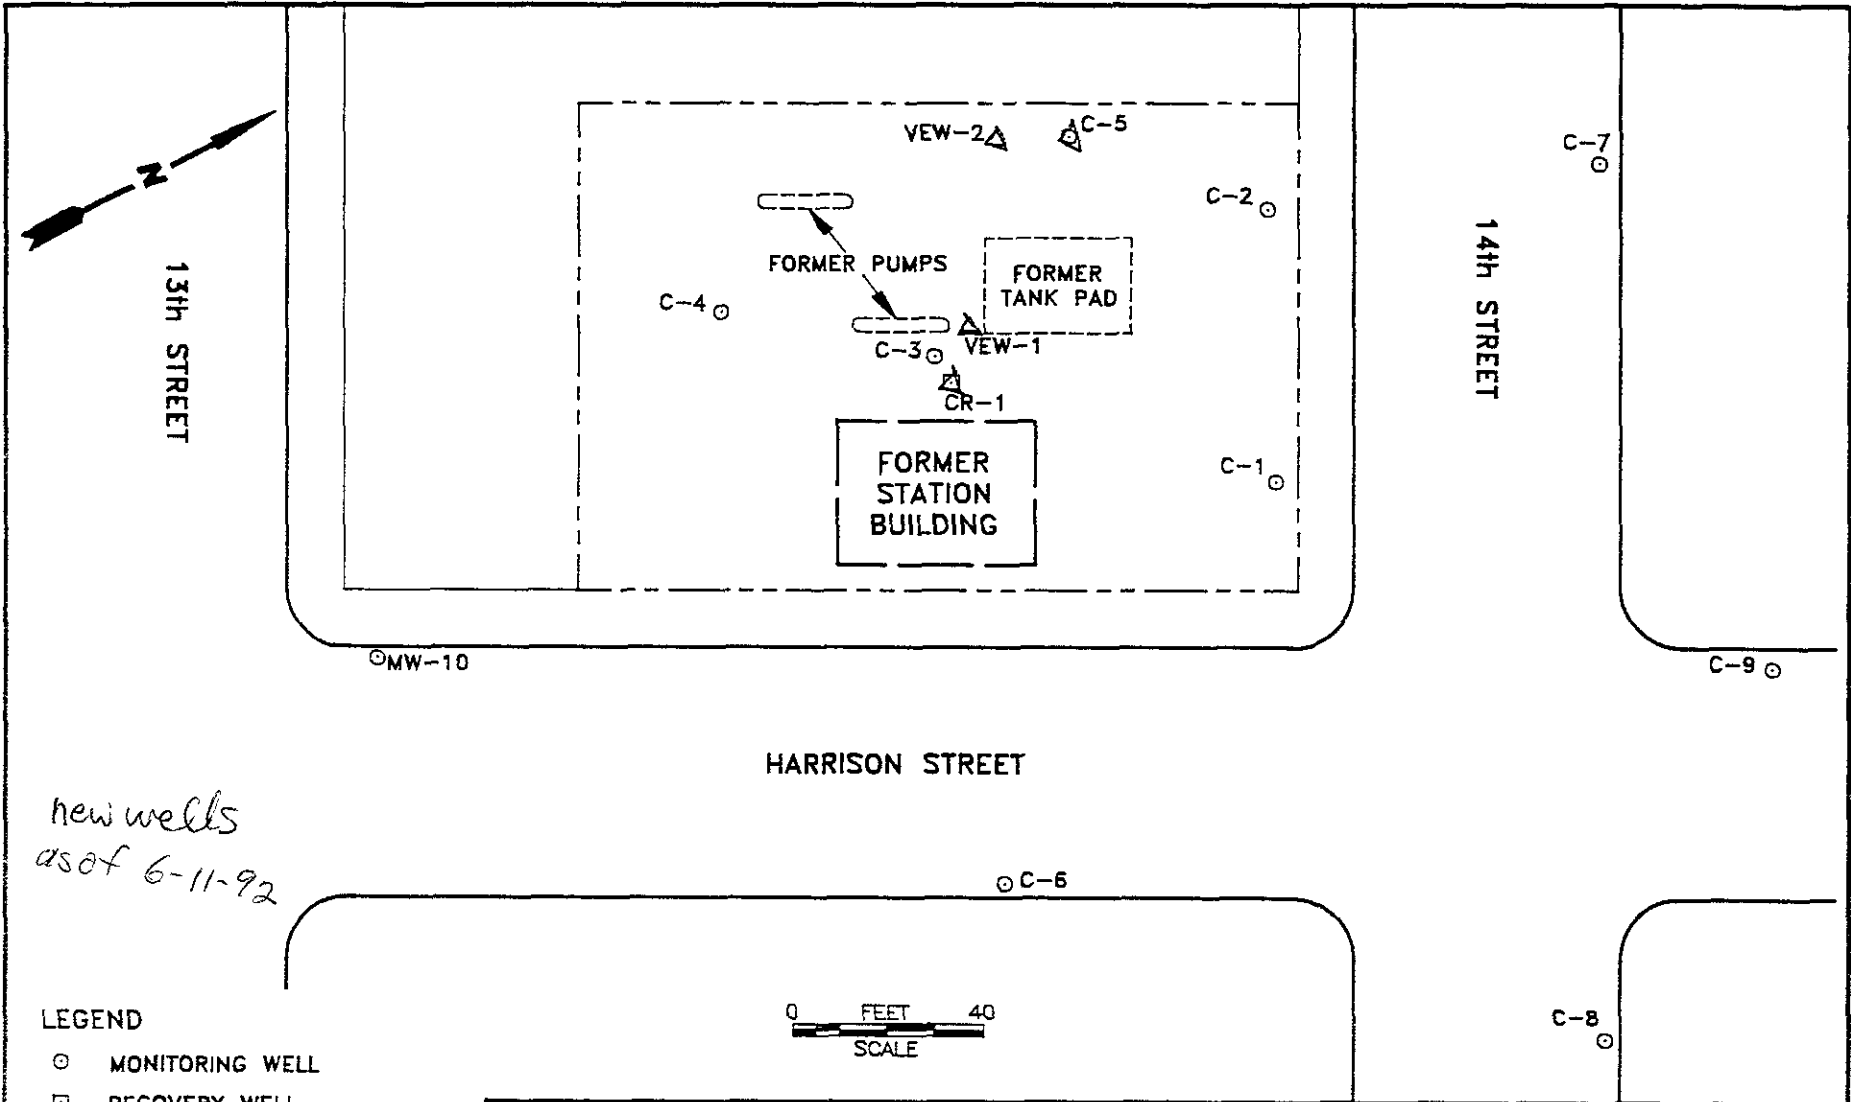 VEW-2
C-5
C-7
C-2
N
FORMER PUMPS
FORMER
TANK PAD
13th STREET
14th STREET
C-4
C-3
VEW-1
CR-1
FORMER
STATION
BUILDING
C-1
MW-10
C-9
HARRISON STREET
new wells
as of 6-11-92
C-6
LEGEND
0 FEET 40
SCALE
C-8
MONITORING WELL
RECOVERY WELL